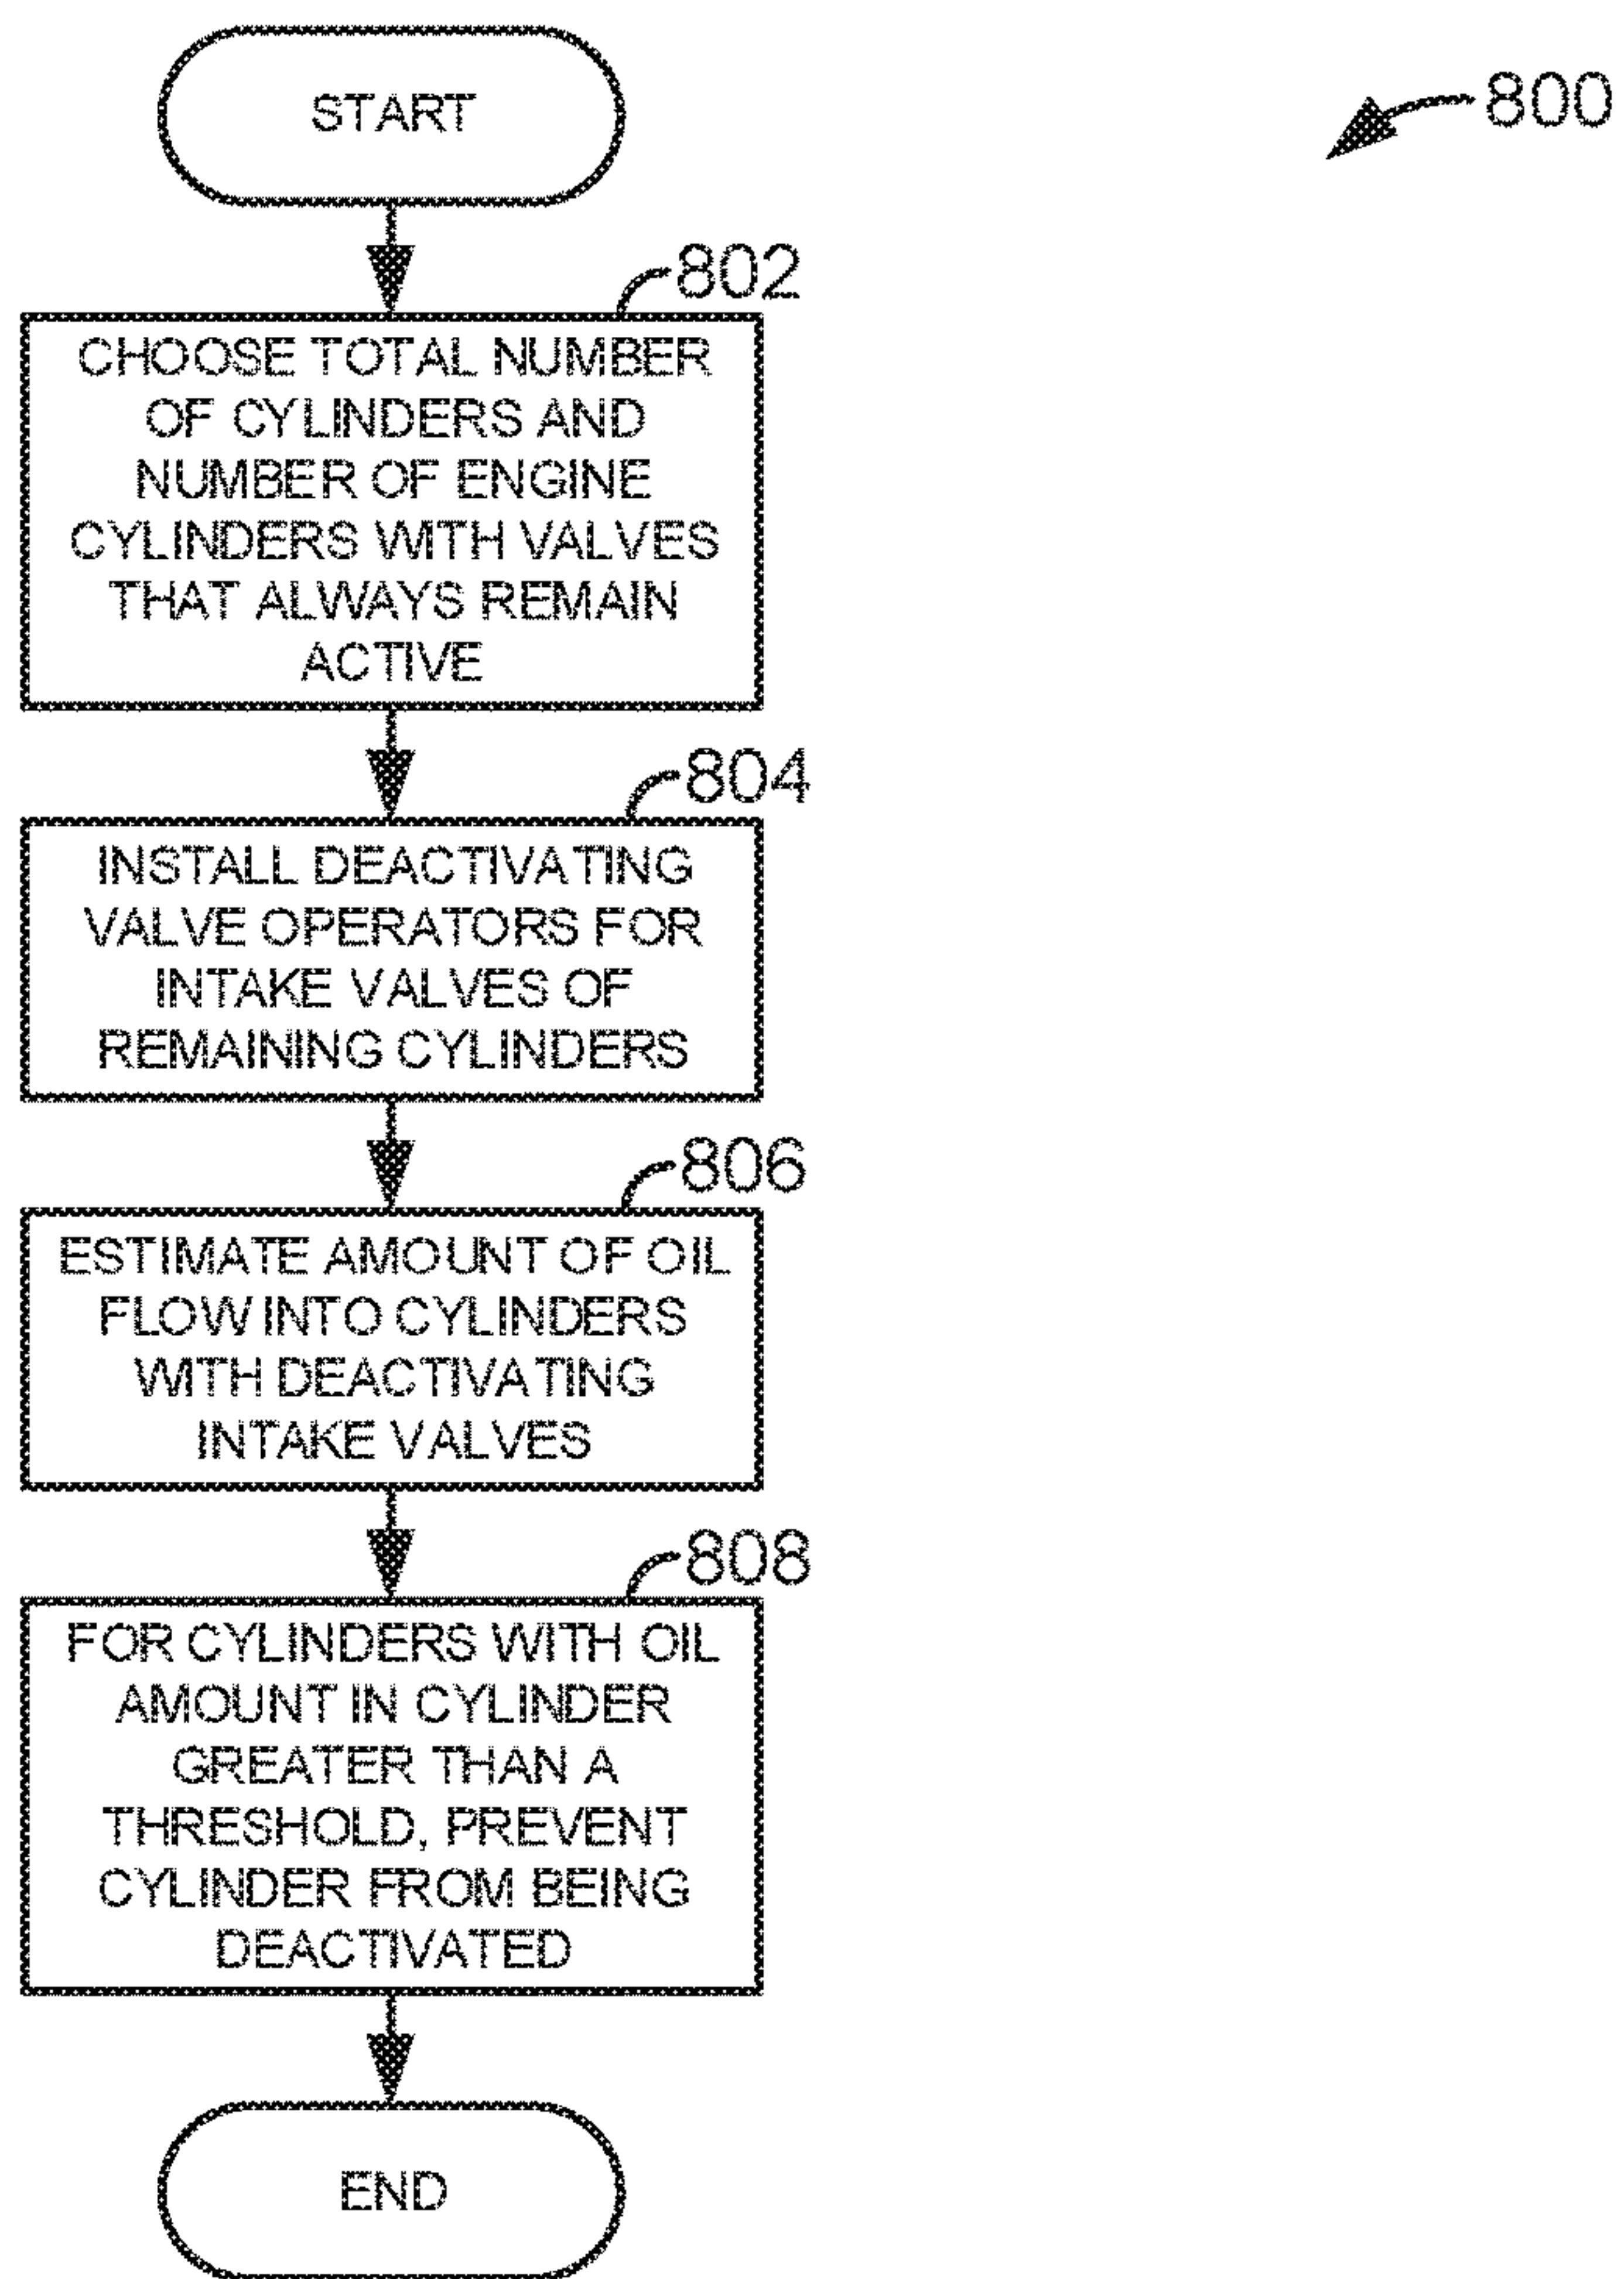 START
800
802
CHOOSE TOTAL NUMBER
OF CYLINDERS AND
NUMBER OF ENGINE
CYLINDERS WITH VALVES
THAT ALWAYS REMAIN
ACTIVE
804
INSTALL DEACTIVATING
VALVE OPERATORS FOR
INTAKE VALVES OF
REMAINING CYLINDERS
806
ESTIMATE AMOUNT OF OIL
FLOW INTO CYLINDERS
WITH DEACTIVATING
INTAKE VALVES
808
FOR CYLINDERS WITH OIL
AMOUNT IN CYLINDER
GREATER THAN A
THRESHOLD, PREVENT
CYLINDER FROM BEING
DEACTIVATED
END